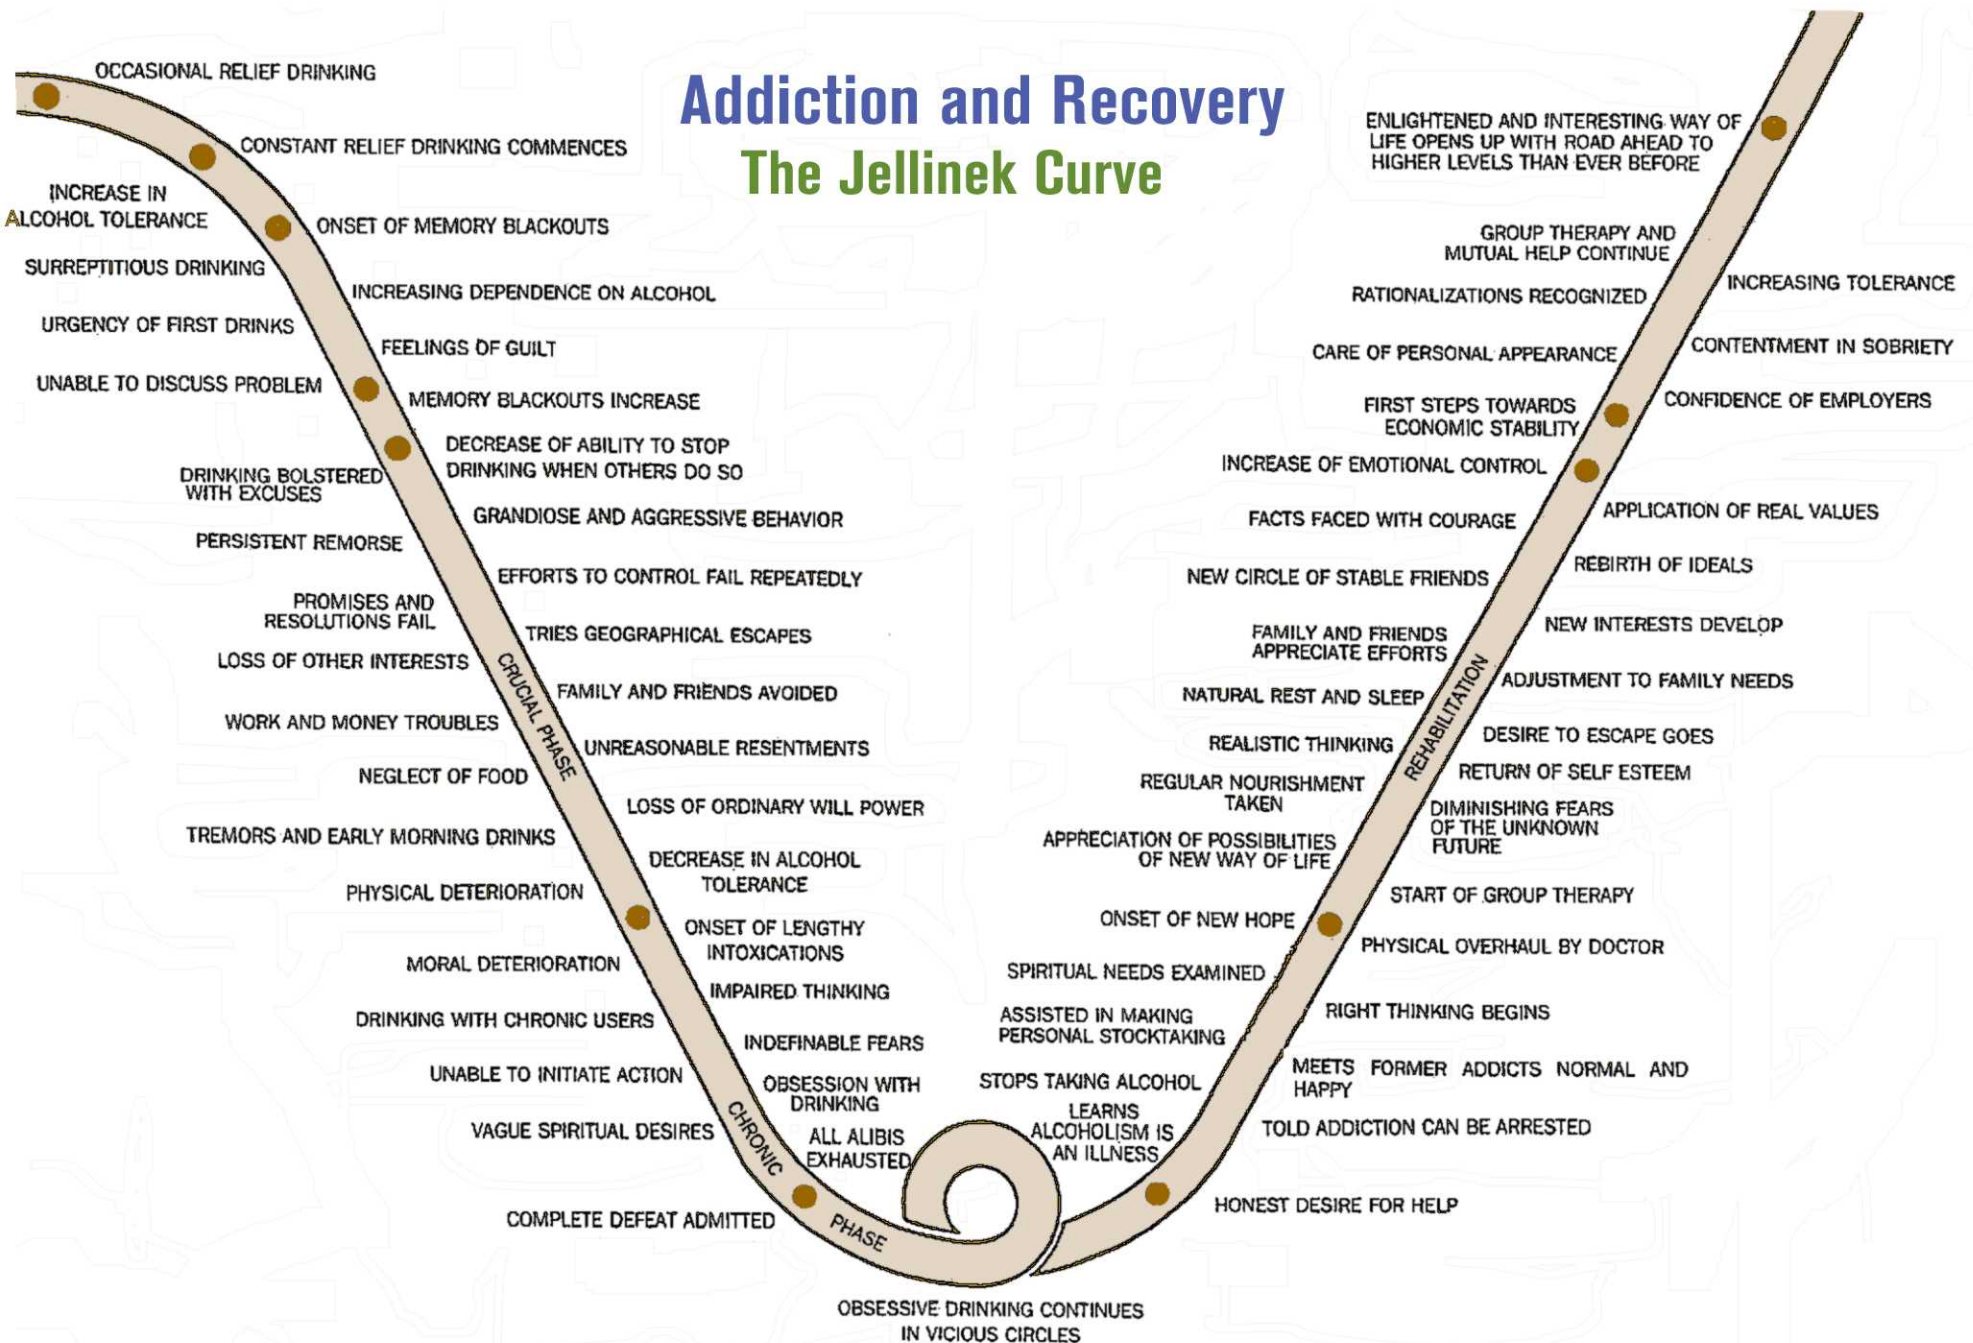 Addiction and Recovery
The Jellinek Curve
OCCASIONAL RELIEF DRINKING
CONSTANT RELIEF DRINKING COMMENCES
INCREASE IN
ALCOHOL TOLERANCE
ONSET OF MEMORY BLACKOUTS
SURREPTITIOUS DRINKING
INCREASING DEPENDENCE ON ALCOHOL
URGENCY OF FIRST DRINKS
FEELINGS OF GUILT
UNABLE TO DISCUSS PROBLEM
MEMORY BLACKOUTS INCREASE
DECREASE OF ABILITY TO STOP
DRINKING WHEN OTHERS DO SO
DRINKING BOLSTERED
WITH EXCUSES
GRANDIOSE AND AGGRESSIVE BEHAVIOR
PERSISTENT REMORSE
EFFORTS TO CONTROL FAIL REPEATEDLY
PROMISES AND
RESOLUTIONS FAIL
TRIES GEOGRAPHICAL ESCAPES
LOSS OF OTHER INTERESTS
CRUCIAL PHASE
FAMILY AND FRIENDS AVOIDED
WORK AND MONEY TROUBLES
UNREASONABLE RESENTMENTS
NEGLECT OF FOOD
LOSS OF ORDINARY WILL POWER
TREMORS AND EARLY MORNING DRINKS
DECREASE IN ALCOHOL
TOLERANCE
PHYSICAL DETERIORATION
ONSET OF LENGTHY
INTOXICATIONS
MORAL DETERIORATION
IMPAIRED THINKING
DRINKING WITH CHRONIC USERS
INDEFINABLE FEARS
UNABLE TO INITIATE ACTION
OBSESSION WITH
DRINKING
VAGUE SPIRITUAL DESIRES
CHRONIC
ALL ALIBIS
EXHAUSTED
COMPLETE DEFEAT ADMITTED
PHASE
OBSESSIVE DRINKING CONTINUES
IN VICIOUS CIRCLES
ENLIGHTENED AND INTERESTING WAY OF
LIFE OPENS UP WITH ROAD AHEAD TO
HIGHER LEVELS THAN EVER BEFORE
GROUP THERAPY AND
MUTUAL HELP CONTINUE
INCREASING TOLERANCE
RATIONALIZATIONS RECOGNIZED
CONTENTMENT IN SOBRIETY
CARE OF PERSONAL APPEARANCE
CONFIDENCE OF EMPLOYERS
FIRST STEPS TOWARDS
ECONOMIC STABILITY
INCREASE OF EMOTIONAL CONTROL
APPLICATION OF REAL VALUES
FACTS FACED WITH COURAGE
REBIRTH OF IDEALS
NEW CIRCLE OF STABLE FRIENDS
NEW INTERESTS DEVELOP
FAMILY AND FRIENDS
APPRECIATE EFFORTS
REHABILITATION
ADJUSTMENT TO FAMILY NEEDS
NATURAL REST AND SLEEP
DESIRE TO ESCAPE GOES
REALISTIC THINKING
RETURN OF SELF ESTEEM
REGULAR NOURISHMENT
TAKEN
DIMINISHING FEARS
OF THE UNKNOWN
FUTURE
APPRECIATION OF POSSIBILITIES
OF NEW WAY OF LIFE
START OF GROUP THERAPY
ONSET OF NEW HOPE
PHYSICAL OVERHAUL BY DOCTOR
SPIRITUAL NEEDS EXAMINED
RIGHT THINKING BEGINS
ASSISTED IN MAKING
PERSONAL STOCKTAKING
MEETS FORMER ADDICTS NORMAL AND
HAPPY
STOPS TAKING ALCOHOL
TOLD ADDICTION CAN BE ARRESTED
LEARNS
ALCOHOLISM IS
AN ILLNESS
HONEST DESIRE FOR HELP